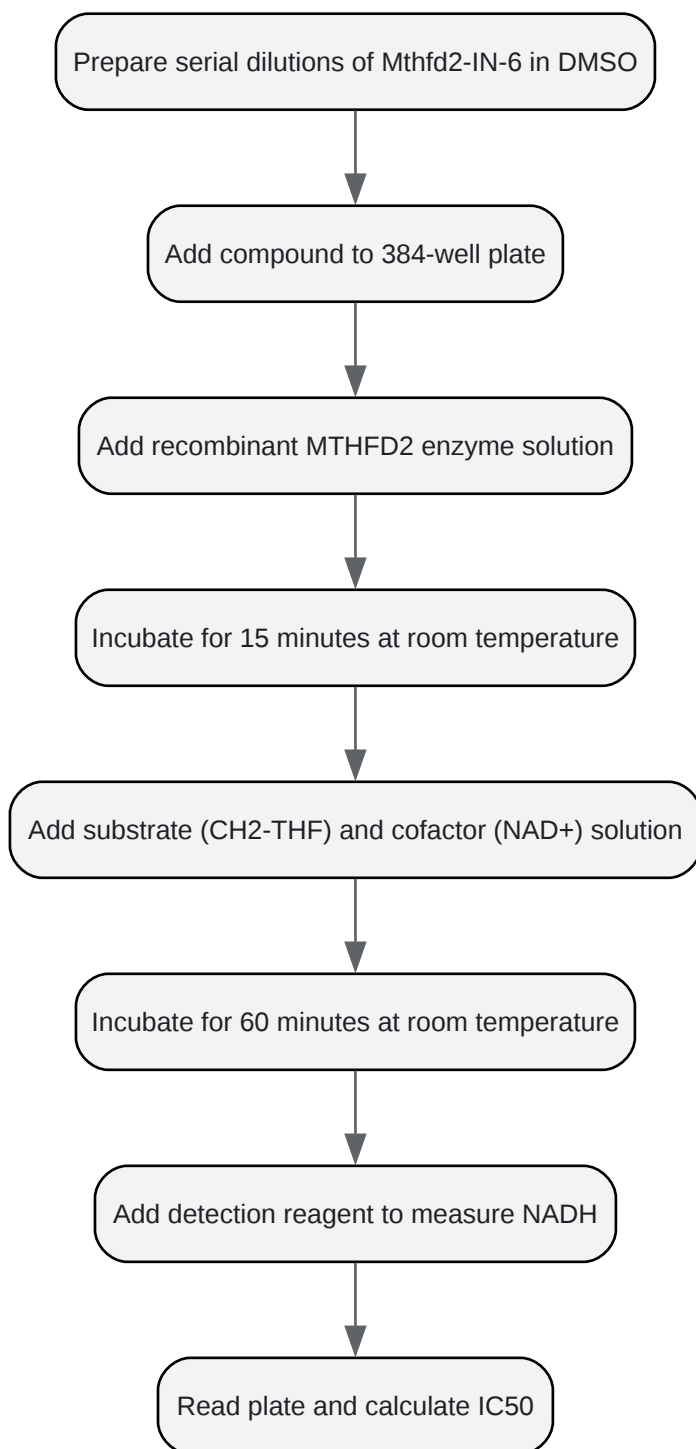 Prepare serial dilutions of Mthfd2-IN-6 in DMSO
Add compound to 384-well plate
Add recombinant MTHFD2 enzyme solution
Incubate for 15 minutes at room temperature
Add substrate (CH2-THF) and cofactor (NAD+) solution
Incubate for 60 minutes at room temperature
Add detection reagent to measure NADH
Read plate and calculate IC50